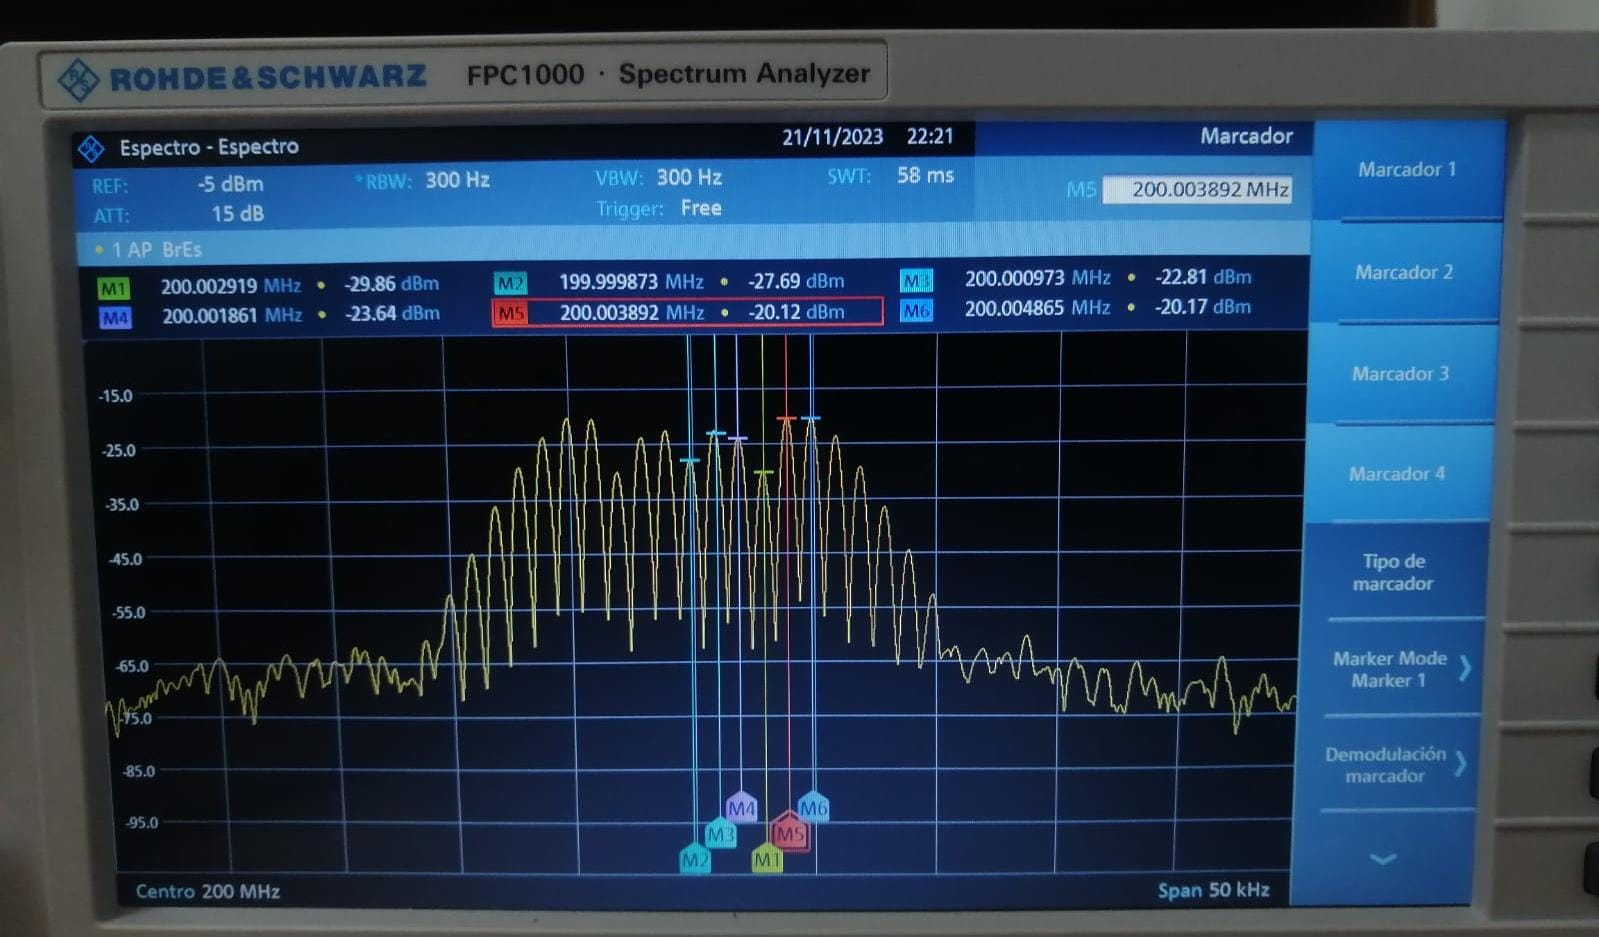 ROHDE&SCHWARZ FPC1000 · Spectrum Analyzer
Espectro - Espectro 21/11/2023 22:21 Marcador
REF: -5 dBm *RBW: 300 Hz VBW: 300 Hz SWT: 58 ms
ATT: 15 dB Trigger: Free
M5 200.003892 MHz
1 AP BrEs
M1 200.002919 MHz • -29.86 dBm M2 199.999873 MHz • -27.69 dBm M3 200.000973 MHz • -22.81 dBm
M4 200.001861 MHz • -23.64 dBm M5 200.003892 MHz • -20.12 dBm M6 200.004865 MHz • -20.17 dBm
-15.0
-25.0
-35.0
-45.0
-55.0
-65.0
-75.0
-85.0
-95.0
M4 M6
M3 M5
M2 M1
Centro 200 MHz Span 50 kHz
Marcador 1
Marcador 2
Marcador 3
Marcador 4
Tipo de
marcador
Marker Mode
Marker 1
Demodulación
marcador